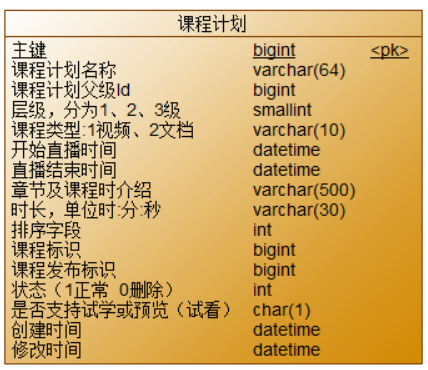 课程计划
主键 bigint <pk>
课程计划名称 varchar(64)
课程计划父级Id bigint
层级，分为1、2、3级 smallint
课程类型:1视频、2文档 varchar(10)
开始直播时间 datetime
直播结束时间 datetime
章节及课程时介绍 varchar(500)
时长，单位时:分:秒 varchar(30)
排序字段 int
课程标识 bigint
课程发布标识 bigint
状态（1正常 0删除） int
是否支持试学或预览（试看） char(1)
创建时间 datetime
修改时间 datetime